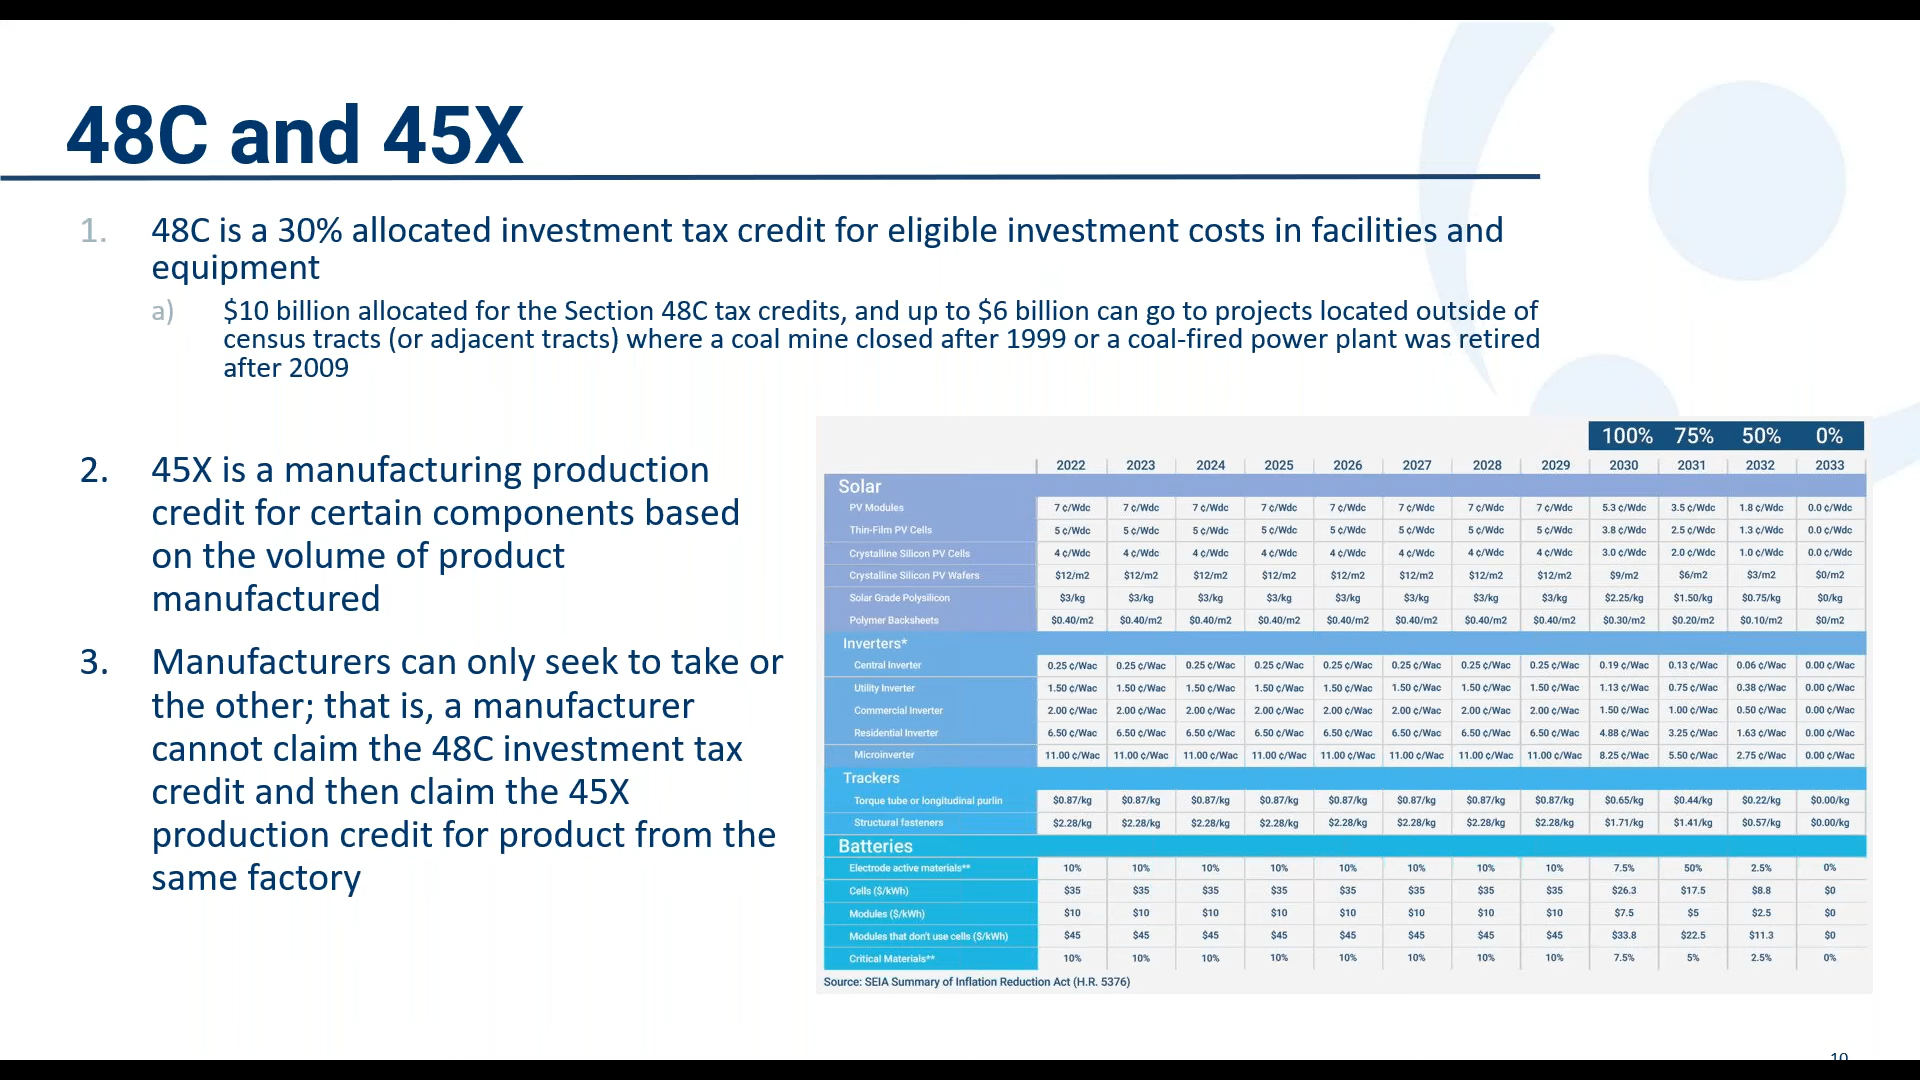 48C and 45X
1. 48C is a 30% allocated investment tax credit for eligible investment costs in facilities and
equipment
a) $10 billion allocated for the Section 48C tax credits, and up to $6 billion can go to projects located outside of
census tracts (or adjacent tracts) where a coal mine closed after 1999 or a coal-fired power plant was retired
after 2009
2. 45X is a manufacturing production
credit for certain components based
on the volume of product
manufactured
3. Manufacturers can only seek to take or
the other; that is, a manufacturer
cannot claim the 48C investment tax
credit and then claim the 45X
production credit for product from the
same factory
100% 75% 50% 0%
2022 2023 2024 2025 2026 2027 2028 2029 2030 2031 2032 2033
Solar
PV Modules 7 ¢/Wdc 7 ¢/Wdc 7 ¢/Wdc 7 ¢/Wdc 7 ¢/Wdc 7 ¢/Wdc 7 ¢/Wdc 7 ¢/Wdc 5.3 ¢/Wdc 3.5 ¢/Wdc 1.8 ¢/Wdc 0.0 ¢/Wdc
Thin-Film PV Cells 5 ¢/Wdc 5 ¢/Wdc 5 ¢/Wdc 5 ¢/Wdc 5 ¢/Wdc 5 ¢/Wdc 5 ¢/Wdc 5 ¢/Wdc 3.8 ¢/Wdc 2.5 ¢/Wdc 1.3 ¢/Wdc 0.0 ¢/Wdc
Crystalline Silicon PV Cells 4 ¢/Wdc 4 ¢/Wdc 4 ¢/Wdc 4 ¢/Wdc 4 ¢/Wdc 4 ¢/Wdc 4 ¢/Wdc 4 ¢/Wdc 3.0 ¢/Wdc 2.0 ¢/Wdc 1.0 ¢/Wdc 0.0 ¢/Wdc
Crystalline Silicon PV Wafers $12/m2 $12/m2 $12/m2 $12/m2 $12/m2 $12/m2 $12/m2 $12/m2 $9/m2 $6/m2 $3/m2 $0/m2
Solar Grade Polysilicon $3/kg $3/kg $3/kg $3/kg $3/kg $3/kg $3/kg $3/kg $2.25/kg $1.50/kg $0.75/kg $0/kg
Polymer Backsheets $0.40/m2 $0.40/m2 $0.40/m2 $0.40/m2 $0.40/m2 $0.40/m2 $0.40/m2 $0.40/m2 $0.30/m2 $0.20/m2 $0.10/m2 $0/m2
Inverters*
Central Inverter 0.25 ¢/Wac 0.25 ¢/Wac 0.25 ¢/Wac 0.25 ¢/Wac 0.25 ¢/Wac 0.25 ¢/Wac 0.25 ¢/Wac 0.25 ¢/Wac 0.19 ¢/Wac 0.13 ¢/Wac 0.06 ¢/Wac 0.00 ¢/Wac
Utility Inverter 1.50 ¢/Wac 1.50 ¢/Wac 1.50 ¢/Wac 1.50 ¢/Wac 1.50 ¢/Wac 1.50 ¢/Wac 1.50 ¢/Wac 1.50 ¢/Wac 1.13 ¢/Wac 0.75 ¢/Wac 0.38 ¢/Wac 0.00 ¢/Wac
Commercial Inverter 2.00 ¢/Wac 2.00 ¢/Wac 2.00 ¢/Wac 2.00 ¢/Wac 2.00 ¢/Wac 2.00 ¢/Wac 2.00 ¢/Wac 2.00 ¢/Wac 1.50 ¢/Wac 1.00 ¢/Wac 0.50 ¢/Wac 0.00 ¢/Wac
Residential Inverter 6.50 ¢/Wac 6.50 ¢/Wac 6.50 ¢/Wac 6.50 ¢/Wac 6.50 ¢/Wac 6.50 ¢/Wac 6.50 ¢/Wac 6.50 ¢/Wac 4.88 ¢/Wac 3.25 ¢/Wac 1.63 ¢/Wac 0.00 ¢/Wac
Microinverter 11.00 ¢/Wac 11.00 ¢/Wac 11.00 ¢/Wac 11.00 ¢/Wac 11.00 ¢/Wac 11.00 ¢/Wac 11.00 ¢/Wac 11.00 ¢/Wac 8.25 ¢/Wac 5.50 ¢/Wac 2.75 ¢/Wac 0.00 ¢/Wac
Trackers
Torque tube or longitudinal purlin $0.87/kg $0.87/kg $0.87/kg $0.87/kg $0.87/kg $0.87/kg $0.87/kg $0.87/kg $0.65/kg $0.44/kg $0.22/kg $0.00/kg
Structural fasteners $2.28/kg $2.28/kg $2.28/kg $2.28/kg $2.28/kg $2.28/kg $2.28/kg $2.28/kg $1.71/kg $1.41/kg $0.57/kg $0.00/kg
Batteries
Electrode active materials** 10% 10% 10% 10% 10% 10% 10% 10% 7.5% 50% 2.5% 0%
Cells ($/kWh) $35 $35 $35 $35 $35 $35 $35 $35 $26.3 $17.5 $8.8 $0
Modules ($/kWh) $10 $10 $10 $10 $10 $10 $10 $10 $7.5 $5 $2.5 $0
Modules that don't use cells ($/kWh) $45 $45 $45 $45 $45 $45 $45 $45 $33.8 $22.5 $11.3 $0
Critical Materials** 10% 10% 10% 10% 10% 10% 10% 10% 7.5% 5% 2.5% 0%
Source: SEIA Summary of Inflation Reduction Act (H.R. 5376)